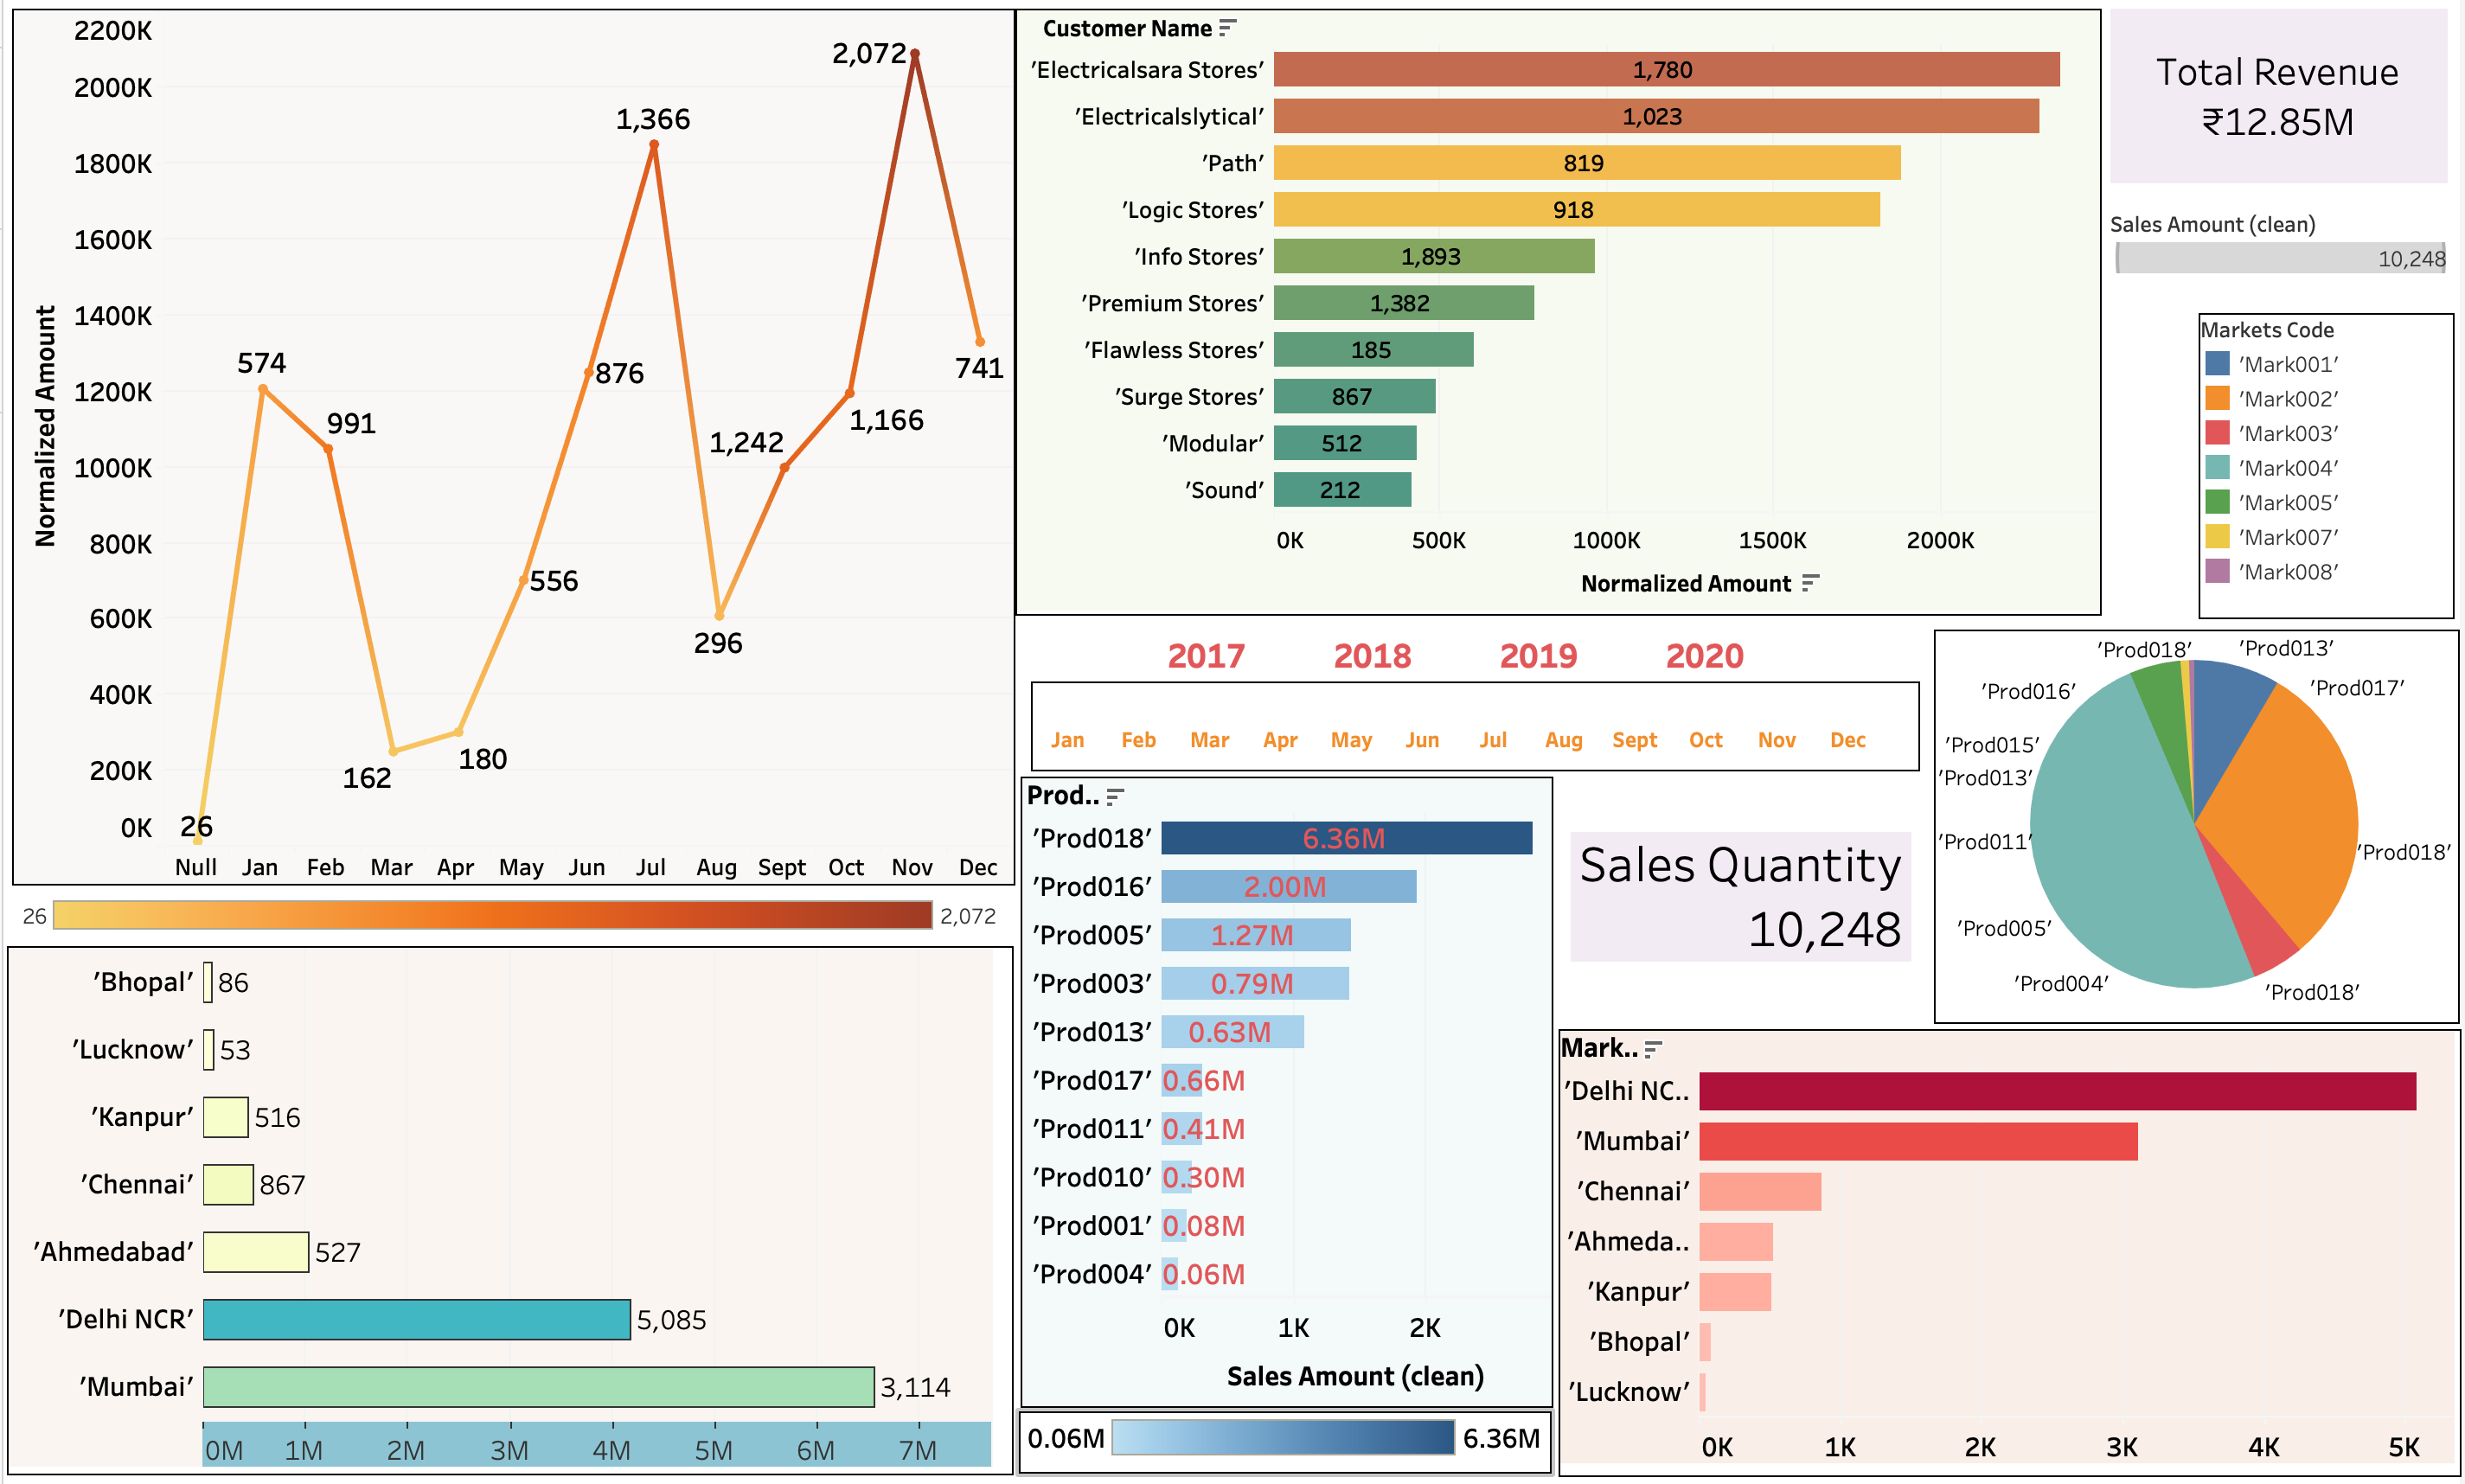 2200K
2000K
1800K
1600K
1400K
1200K
1000K
800K
600K
400K
200K
0K
Normalized Amount
26
574
991
162
180
556
876
1,366
296
1,242
1,166
2,072
741
Null Jan Feb Mar Apr May Jun Jul Aug Sept Oct Nov Dec
26 2,072
Customer Name
'Electricalsara Stores' 1,780
'Electricalslytical' 1,023
'Path' 819
'Logic Stores' 918
'Info Stores' 1,893
'Premium Stores' 1,382
'Flawless Stores' 185
'Surge Stores' 867
'Modular' 512
'Sound' 212
0K 500K 1000K 1500K 2000K
Normalized Amount
Total Revenue
₹12.85M
Sales Amount (clean)
10,248
Markets Code
'Mark001'
'Mark002'
'Mark003'
'Mark004'
'Mark005'
'Mark007'
'Mark008'
2017 2018 2019 2020
Jan Feb Mar Apr May Jun Jul Aug Sept Oct Nov Dec
'Prod018' 'Prod013'
'Prod016' 'Prod017'
'Prod015'
'Prod013'
'Prod011'
'Prod018'
'Prod005'
'Prod004'
'Prod018'
'Bhopal' 86
'Lucknow' 53
'Kanpur' 516
'Chennai' 867
'Ahmedabad' 527
'Delhi NCR' 5,085
'Mumbai' 3,114
0M 1M 2M 3M 4M 5M 6M 7M
Prod..
'Prod018' 6.36M
'Prod016' 2.00M
'Prod005' 1.27M
'Prod003' 0.79M
'Prod013' 0.63M
'Prod017' 0.66M
'Prod011' 0.41M
'Prod010' 0.30M
'Prod001' 0.08M
'Prod004' 0.06M
0K 1K 2K
Sales Amount (clean)
0.06M 6.36M
Sales Quantity
10,248
Mark..
'Delhi NC..
'Mumbai'
'Chennai'
'Ahmeda..
'Kanpur'
'Bhopal'
'Lucknow'
0K 1K 2K 3K 4K 5K